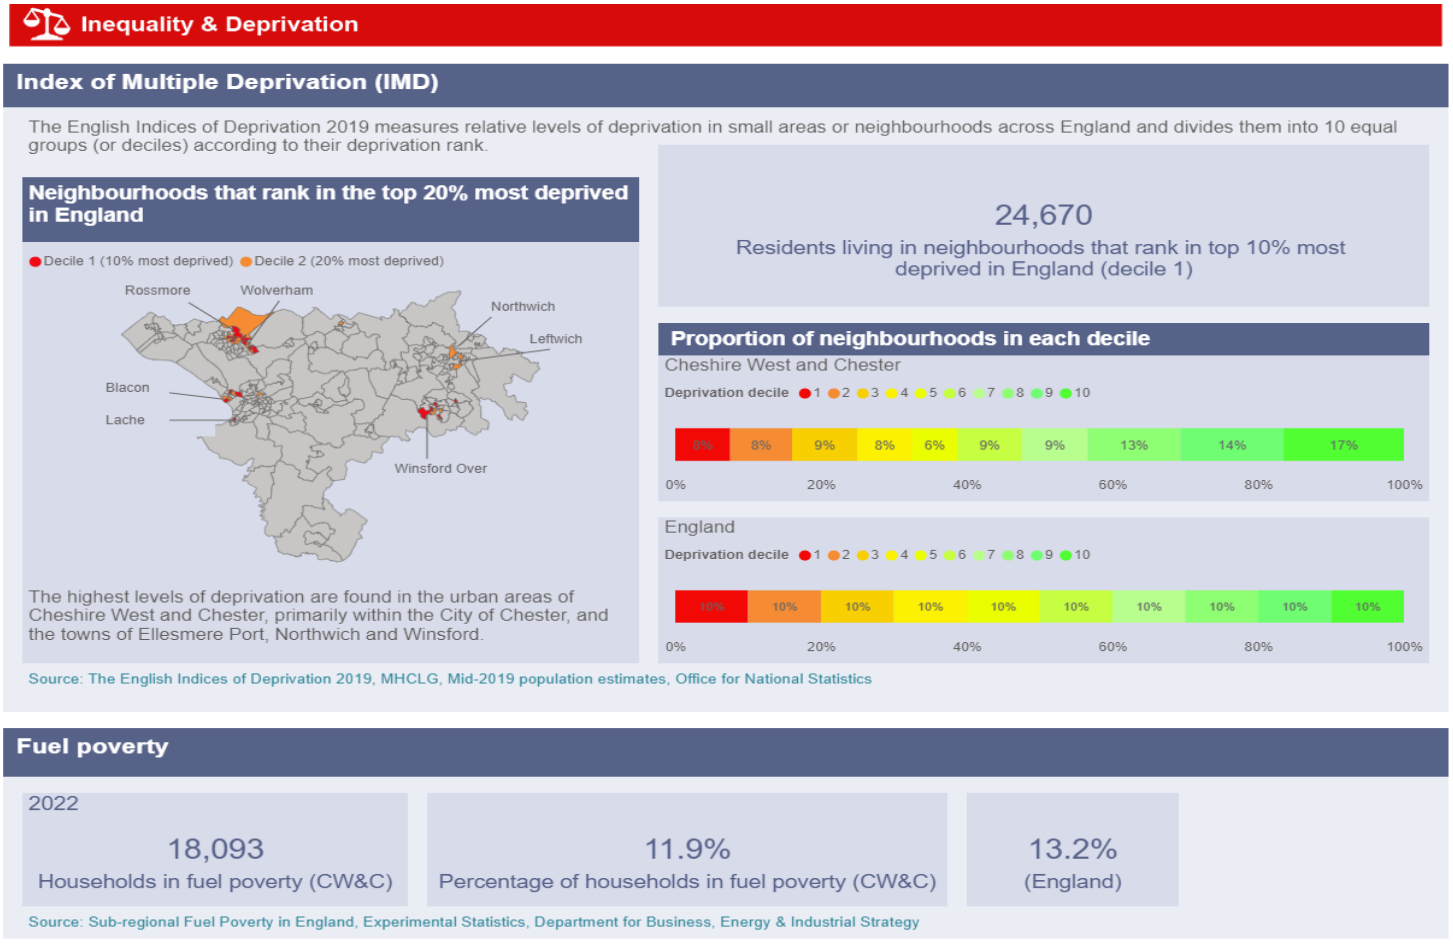 Inequality & Deprivation
Index of Multiple Deprivation (IMD)
The English Indices of Deprivation 2019 measures relative levels of deprivation in small areas or neighbourhoods across England and divides them into 10 equal
groups (or deciles) according to their deprivation rank.
Neighbourhoods that rank in the top 20% most deprived
in England
Decile 1 (10% most deprived) Decile 2 (20% most deprived)
Rossmore
Wolverham
Northwich
Leftwich
Blacon
Lache
Winsford Over
The highest levels of deprivation are found in the urban areas of
Cheshire West and Chester, primarily within the City of Chester, and
the towns of Ellesmere Port, Northwich and Winsford.
24,670
Residents living in neighbourhoods that rank in top 10% most
deprived in England (decile 1)
Proportion of neighbourhoods in each decile
Cheshire West and Chester
Deprivation decile 1 2 3 4 5 6 7 8 9 10
8% 8% 9% 8% 6% 9% 9% 13% 14% 17%
0% 20% 40% 60% 80% 100%
England
Deprivation decile 1 2 3 4 5 6 7 8 9 10
10% 10% 10% 10% 10% 10% 10% 10% 10% 10%
0% 20% 40% 60% 80% 100%
Source: The English Indices of Deprivation 2019, MHCLG, Mid-2019 population estimates, Office for National Statistics
Fuel poverty
2022
18,093
Households in fuel poverty (CW&C)
11.9%
Percentage of households in fuel poverty (CW&C)
13.2%
(England)
Source: Sub-regional Fuel Poverty in England, Experimental Statistics, Department for Business, Energy & Industrial Strategy